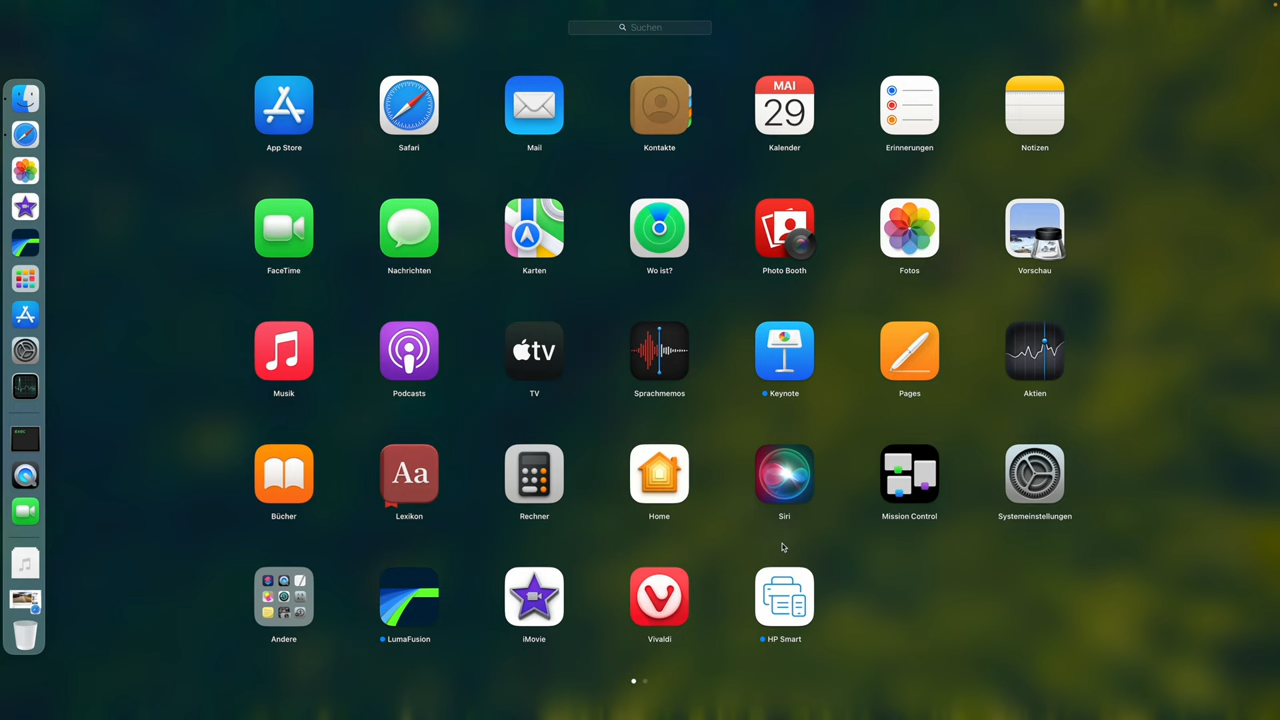 Suchen
App Store
Safari
Mail
Kontakte
MAI
29
Kalender
Erinnerungen
Notizen
FaceTime
Nachrichten
Karten
Wo ist?
Photo Booth
Fotos
Vorschau
Musik
Podcasts
tv
TV
Sprachmemos
Keynote
Pages
Aktien
Bücher
Aa
Lexikon
Rechner
Home
Siri
Mission Control
Systemeinstellungen
Andere
LumaFusion
iMovie
Vivaldi
HP Smart